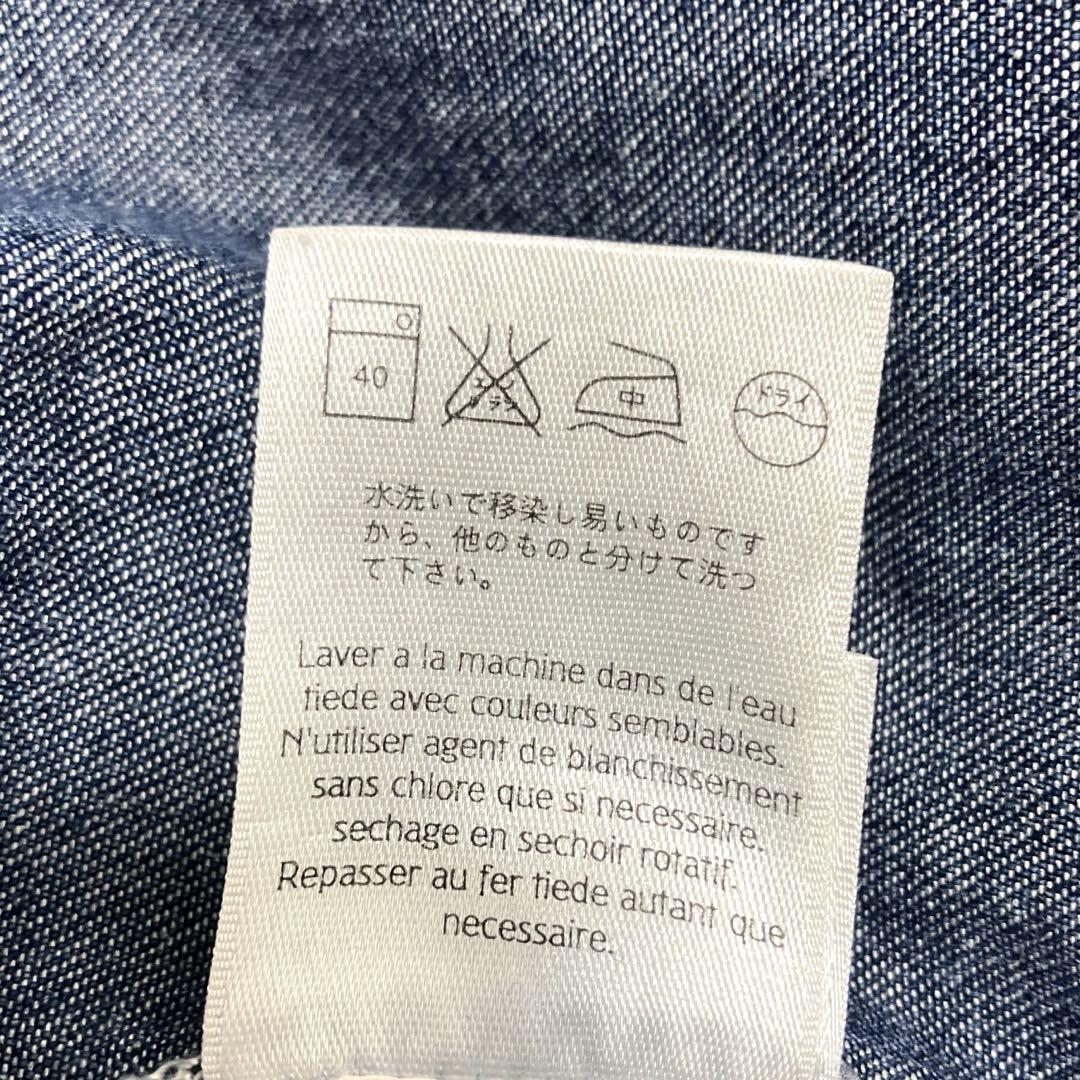 40 エンソサラシ 中 ドライ
水洗いで移染し易いものです
から、他のものと分けて洗つ
て下さい。
Laver a la machine dans de l'eau
tiede avec couleurs semblables.
N'utiliser agent de blanchissement
sans chlore que si necessaire.
sechage en sechoir rotatif.
Repasser au fer tiede autant que
necessaire.